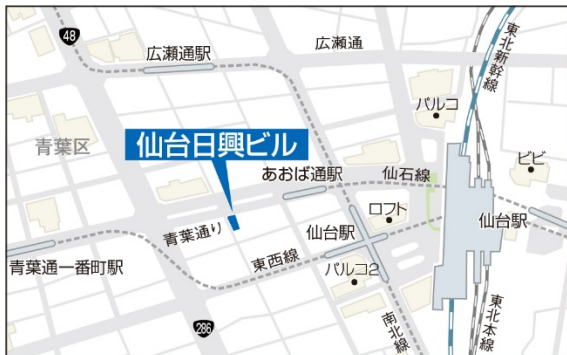 48
広瀬通駅
広瀬通
東北新幹線
パルコ
青葉区
仙台日興ビル
ビビ
あおば通駅
仙石線
ロフト
仙台駅
青葉通り
仙台駅
青葉通一番町駅
東西線
パルコ2
286
南北線
東北本線